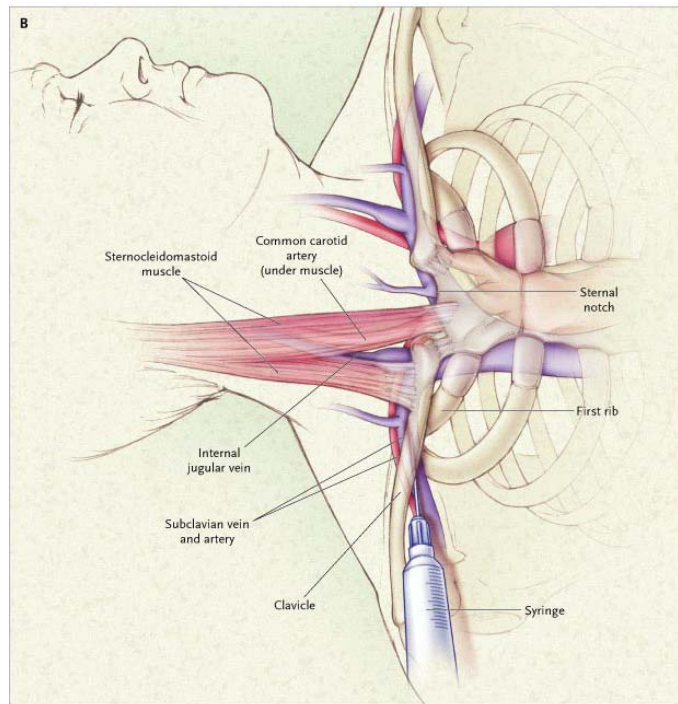 B
Sternocleidomastoid
muscle
Common carotid
artery
(under muscle)
Sternal
notch
First rib
Internal
jugular vein
Subclavian vein
and artery
Clavicle
Syringe